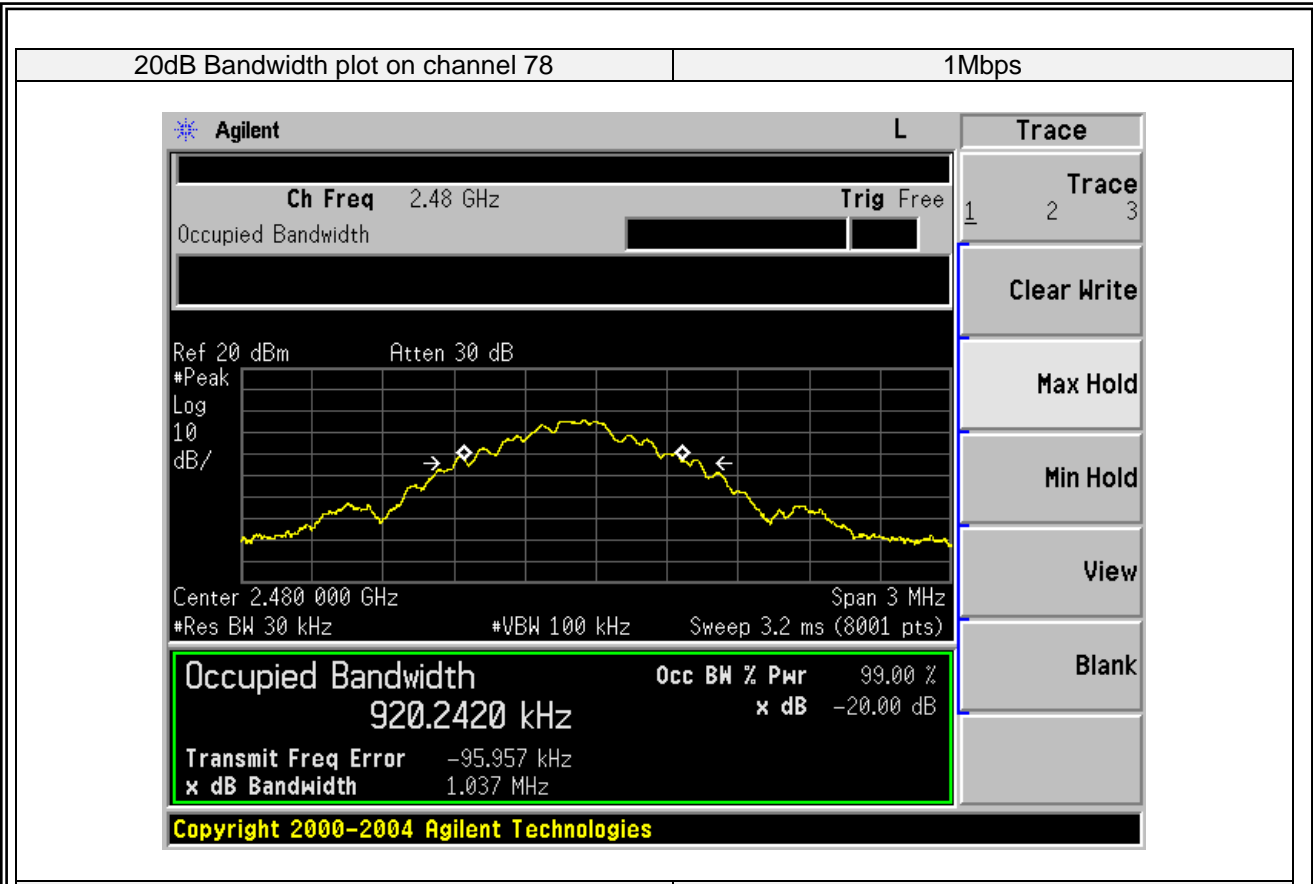 20dB Bandwidth plot on channel 78 1Mbps
Agilent L Trace
Ch Freq 2.48 GHz Trig Free
Occupied Bandwidth
Trace
1 2 3
Clear Write
Max Hold
Min Hold
View
Blank
Ref 20 dBm Atten 30 dB
#Peak
Log
10
dB/
Center 2.480 000 GHz Span 3 MHz
#Res BW 30 kHz #VBW 100 kHz Sweep 3.2 ms (8001 pts)
Occupied Bandwidth Occ BW % Pwr 99.00 %
920.2420 kHz x dB -20.00 dB
Transmit Freq Error -95.957 kHz
x dB Bandwidth 1.037 MHz
Copyright 2000-2004 Agilent Technologies